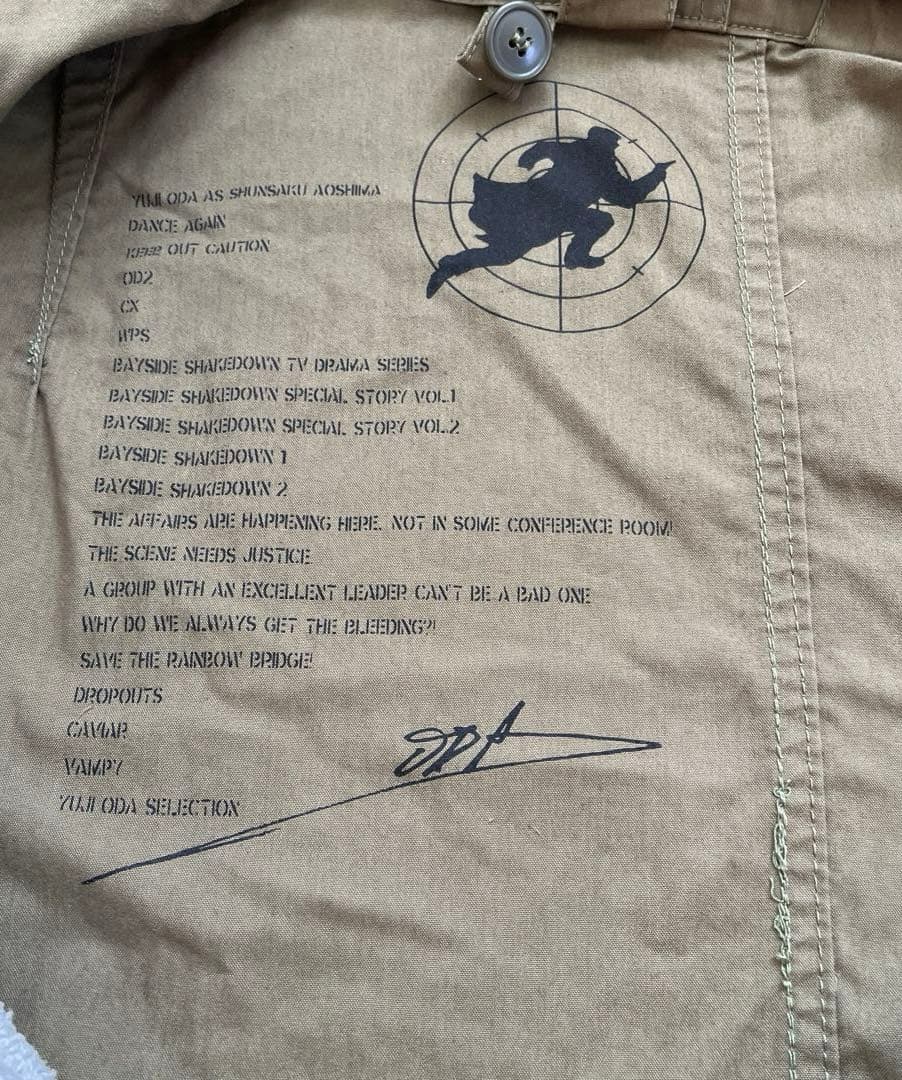 YUJI ODA AS SHUNSAKU AOSHIMA
DANCE AGAIN
KEEP OUT CAUTION
OD2
CX
WPS
BAYSIDE SHAKEDOWN TV DRAMA SERIES
BAYSIDE SHAKEDOWN SPECIAL STORY VOL.1
BAYSIDE SHAKEDOWN SPECIAL STORY VOL.2
BAYSIDE SHAKEDOWN 1
BAYSIDE SHAKEDOWN 2
THE AFFAIRS ARE HAPPENING HERE. NOT IN SOME CONFERENCE ROOM!
THE SCENE NEEDS JUSTICE
A GROUP WITH AN EXCELLENT LEADER CAN'T BE A BAD ONE
WHY DO WE ALWAYS GET THE BLEEDING?!
SAVE THE RAINBOW BRIDGE!
DROPOUTS
CAVIAR
VAMPY
YUJI ODA SELECTION
ODA